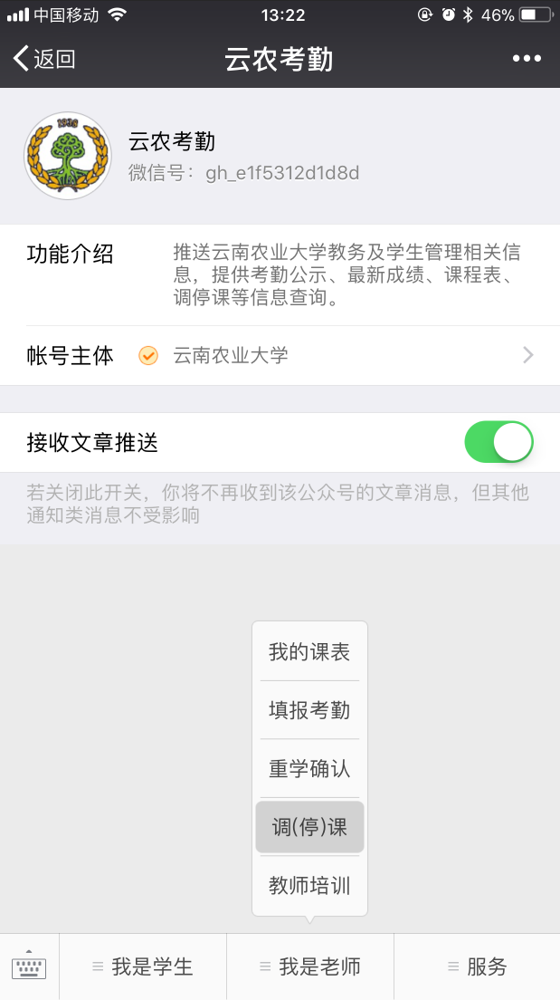 中国移动 13:22 46%
返回 云农考勤
1938
云农考勤
微信号：gh_e1f5312d1d8d
功能介绍 推送云南农业大学教务及学生管理相关信
息，提供考勤公示、最新成绩、课程表、
调停课等信息查询。
帐号主体 云南农业大学
接收文章推送
若关闭此开关，你将不再收到该公众号的文章消息，但其他
通知类消息不受影响
我的课表
填报考勤
重学确认
调(停)课
教师培训
我是学生 我是老师 服务